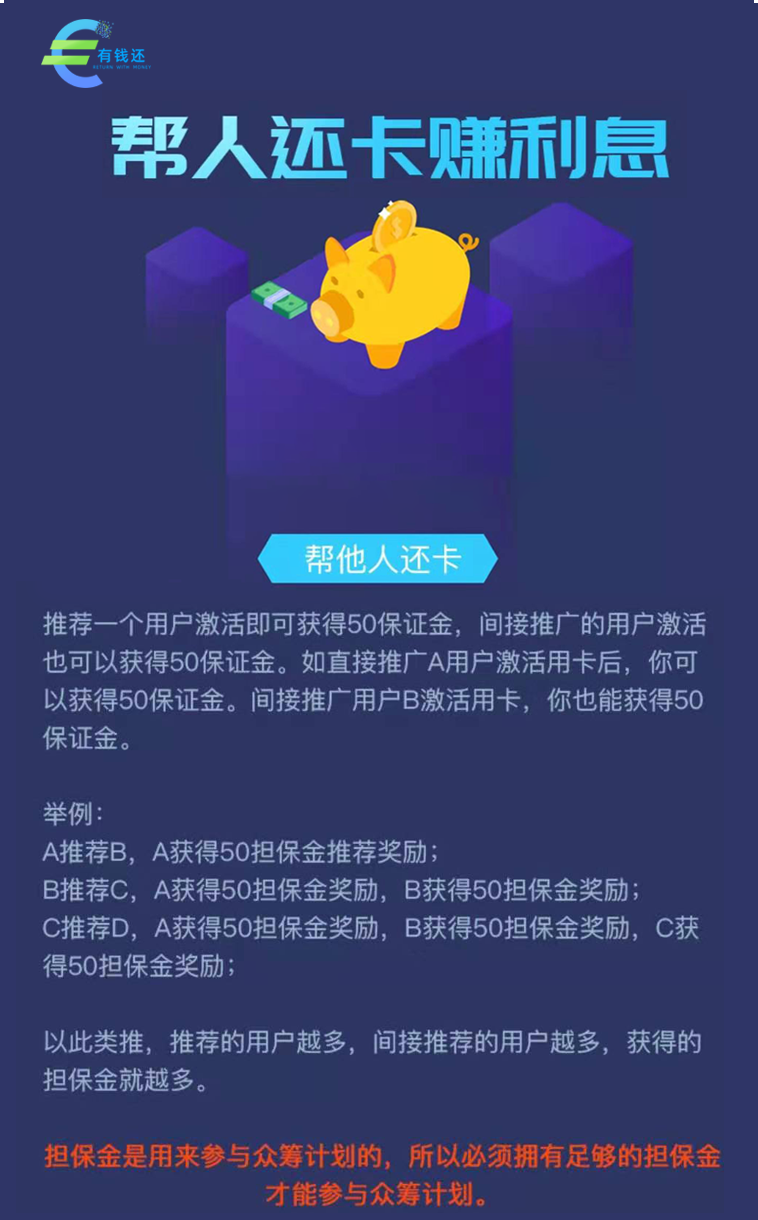 有钱还
RETURN WITH MONEY
帮人还卡赚利息
帮他人还卡
推荐一个用户激活即可获得50保证金，间接推广的用户激活
也可以获得50保证金。如直接推广A用户激活用卡后，你可
以获得50保证金。间接推广用户B激活用卡，你也能获得50
保证金。
举例：
A推荐B，A获得50担保金推荐奖励；
B推荐C，A获得50担保金奖励，B获得50担保金奖励；
C推荐D，A获得50担保金奖励，B获得50担保金奖励，C获
得50担保金奖励；
以此类推，推荐的用户越多，间接推荐的用户越多，获得的
担保金就越多。
担保金是用来参与众筹计划的，所以必须拥有足够的担保金
才能参与众筹计划。